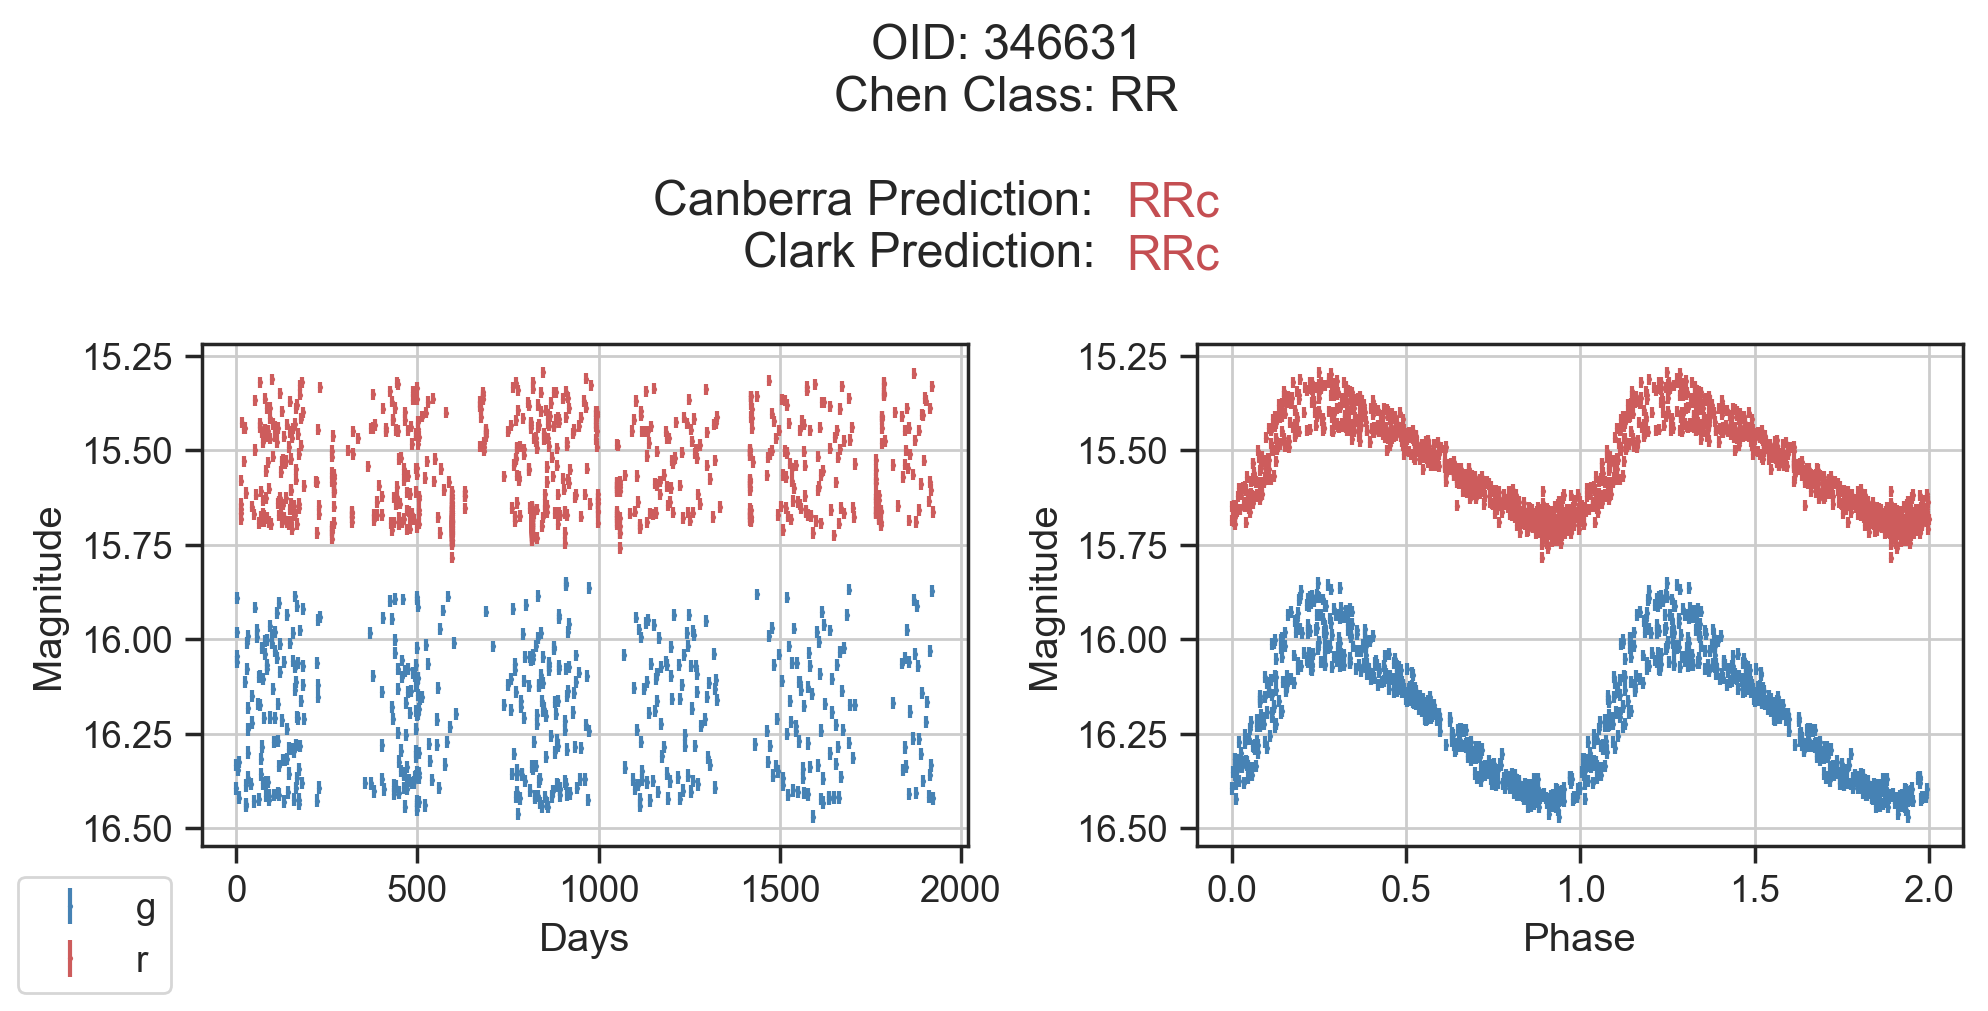 OID: 346631
Chen Class: RR
Canberra Prediction: RRc
Clark Prediction: RRc
15.25
15.50
15.75
16.00
16.25
16.50
Magnitude
0
500
1000
1500
2000
Days
15.25
15.50
15.75
16.00
16.25
16.50
Magnitude
0.0
0.5
1.0
1.5
2.0
Phase
g
r